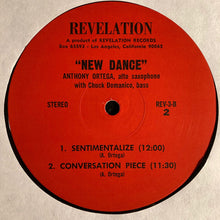 REVELATION
A product of REVELATION RECORDS
Box 65593 - Los Angeles, California 90065
"NEW DANCE"
ANTHONY ORTEGA, alto saxophone
with Chuck Domanico, bass
STEREO
REV-3-B
2
1. SENTIMENTALIZE (12:00)
(A. Ortega)
2. CONVERSATION PIECE (11:30)
(A. Ortega)